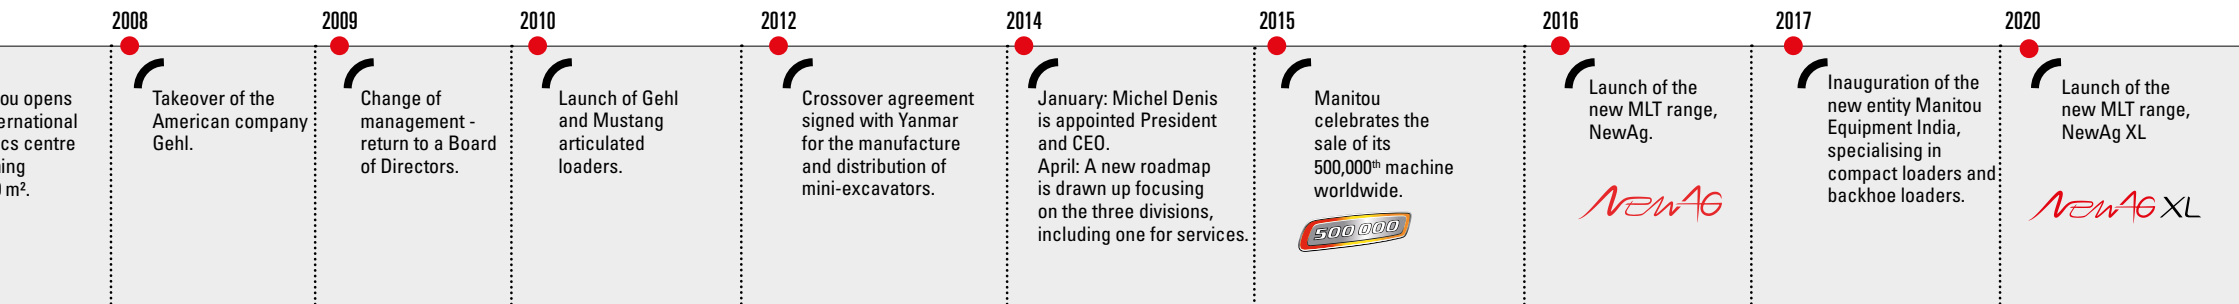 2008
2009
2010
2012
2014
2015
2016
2017
2020
ou opens
ernational
cs centre
ing
m².
Takeover of the
American company
Gehl.
Change of
management -
return to a Board
of Directors.
Launch of Gehl
and Mustang
articulated
loaders.
Crossover agreement
signed with Yanmar
for the manufacture
and distribution of
mini-excavators.
January: Michel Denis
is appointed President
and CEO.
April: A new roadmap
is drawn up focusing
on the three divisions,
including one for services.
Manitou
celebrates the
sale of its
500,000th machine
worldwide.
500 000
Launch of the
new MLT range,
NewAg.
NEWAG
Inauguration of the
new entity Manitou
Equipment India,
specialising in
compact loaders and
backhoe loaders.
Launch of the
new MLT range,
NewAg XL
NEWAG XL